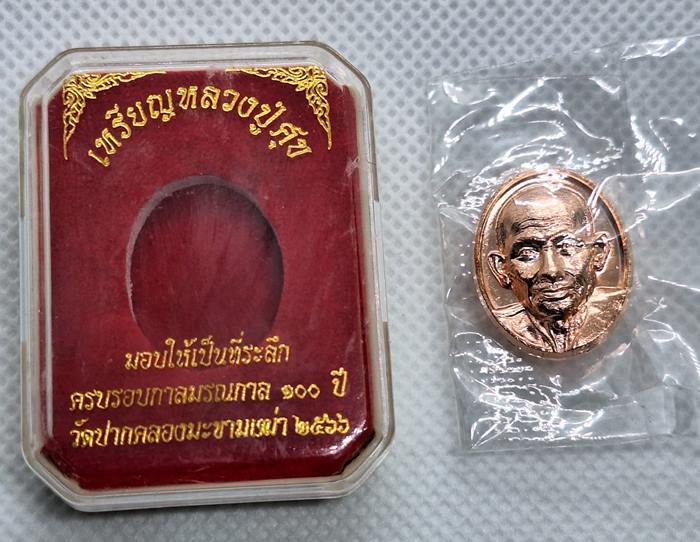 เหรียญหลวงปู่ศุข
มอบให้เป็นที่ระลึก
ครบรอบกาลมรณกาล ๑๐๐ ปี
วัดปากคลองมะขามเฒ่า ๒๕๖๖